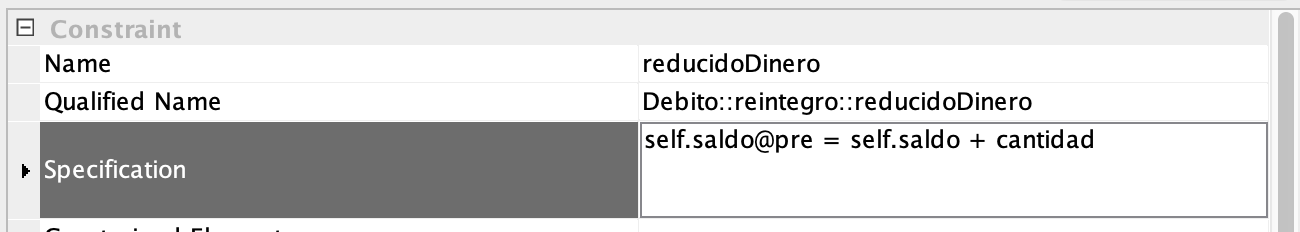 Constraint
Name
reducidoDinero
Qualified Name
Debito::reintegro::reducidoDinero
Specification
self.saldo@pre = self.saldo + cantidad